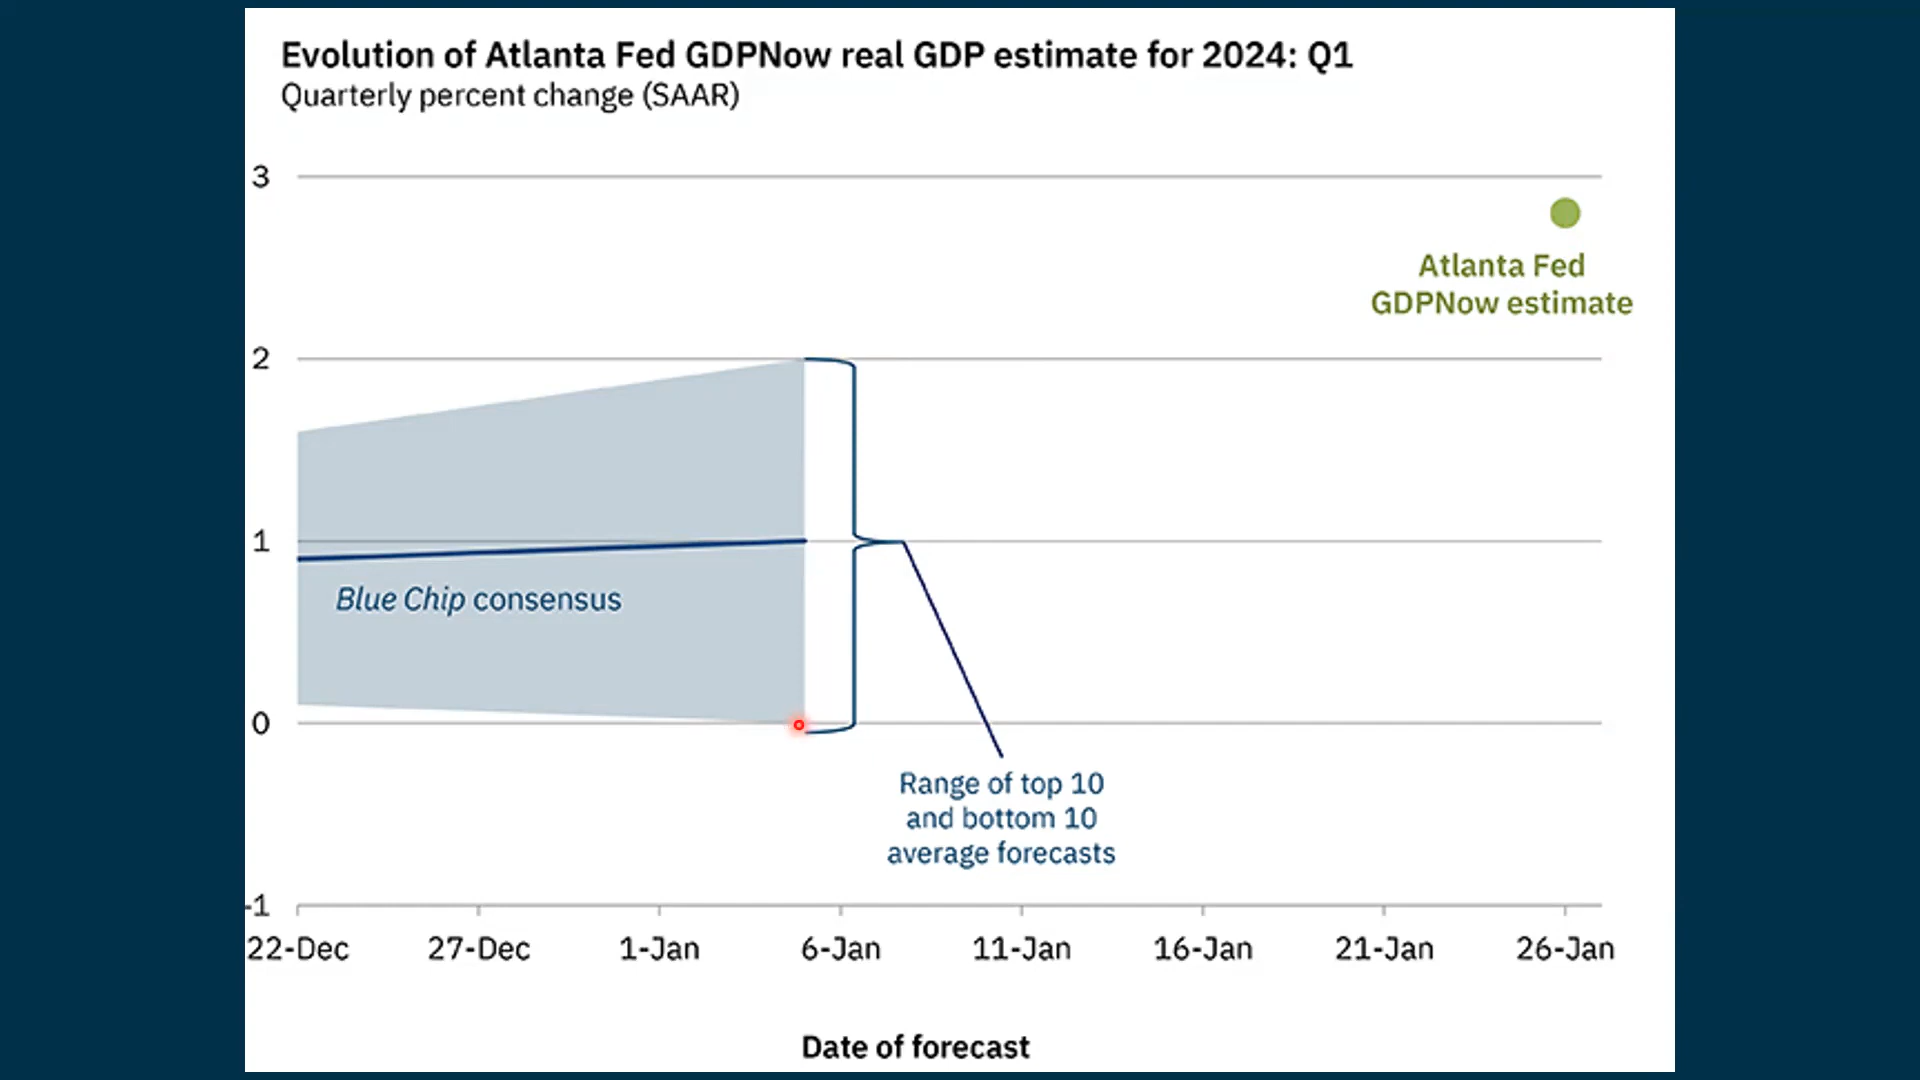 Evolution of Atlanta Fed GDPNow real GDP estimate for 2024: Q1
Quarterly percent change (SAAR)
3
Atlanta Fed
GDPNow estimate
2
1
Blue Chip consensus
0
Range of top 10
and bottom 10
average forecasts
-1
22-Dec 27-Dec 1-Jan 6-Jan 11-Jan 16-Jan 21-Jan 26-Jan
Date of forecast